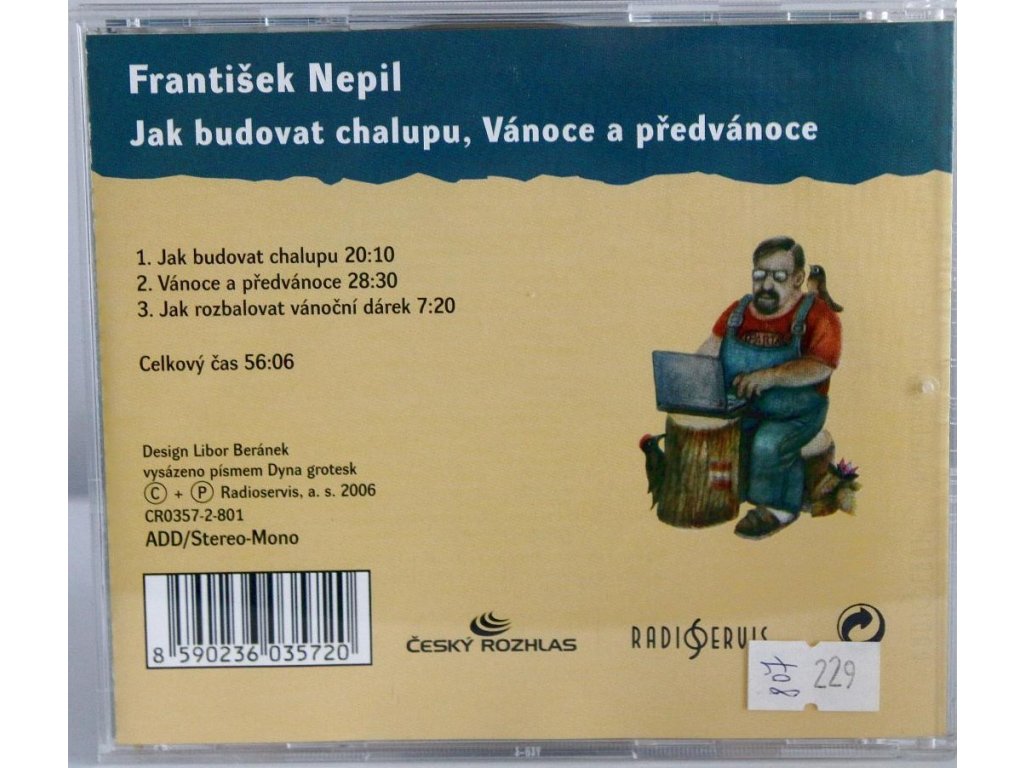 František Nepil
Jak budovat chalupu, Vánoce a předvánoce
1. Jak budovat chalupu 20:10
2. Vánoce a předvánoce 28:30
3. Jak rozbalovat vánoční dárek 7:20
Celkový čas 56:06
SPARTA
Design Libor Beránek
vysázeno písmem Dyna grotesk
Ⓒ + Ⓟ Radioservis, a. s. 2006
CR0357-2-801
ADD/Stereo-Mono
8 590236 035720
ČESKÝ ROZHLAS
RADIOSERVIS
807
229